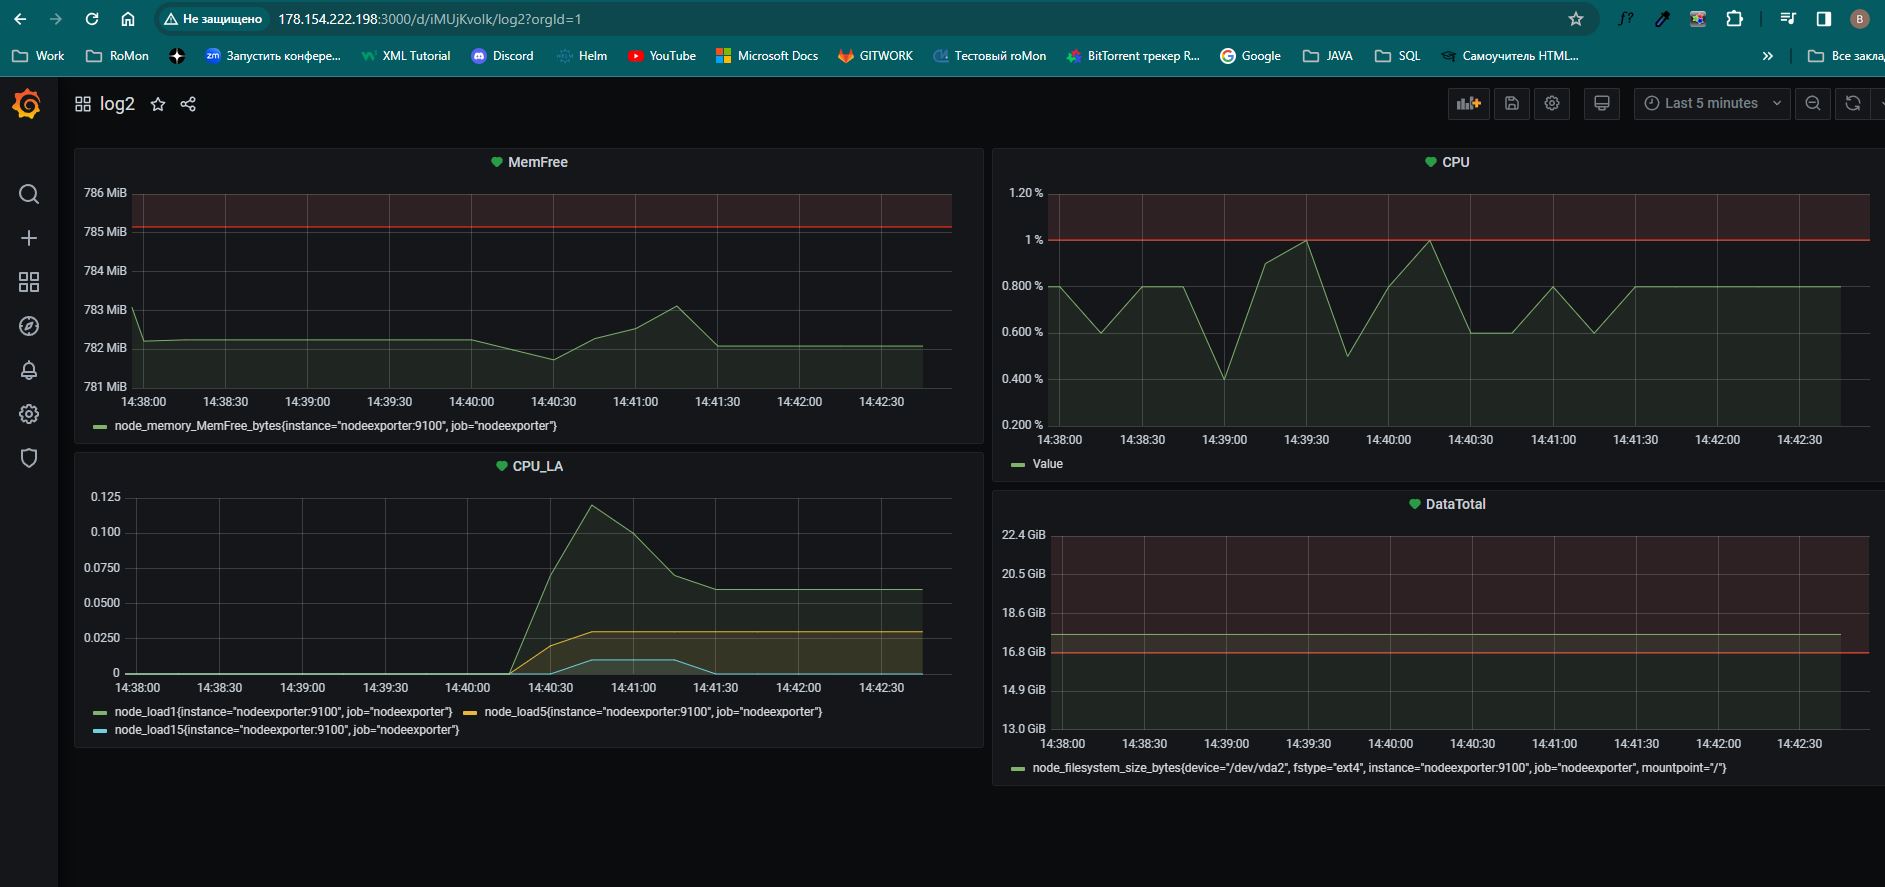 Не защищено 178.154.222.198:3000/d/iMUjKvolk/log2?orgId=1
f? B
Work RoMon zm Запустить конфере... XML Tutorial Discord Helm YouTube Microsoft Docs GITWORK Тестовый roMon BitTorrent трекер R... Google JAVA SQL Самоучитель HTML... » Все закла
log2 Last 5 minutes
MemFree
786 MiB
785 MiB
784 MiB
783 MiB
782 MiB
781 MiB
14:38:00 14:38:30 14:39:00 14:39:30 14:40:00 14:40:30 14:41:00 14:41:30 14:42:00 14:42:30
node_memory_MemFree_bytes{instance="nodeexporter:9100", job="nodeexporter"}
CPU
1.20 %
1 %
0.800 %
0.600 %
0.400 %
0.200 %
14:38:00 14:38:30 14:39:00 14:39:30 14:40:00 14:40:30 14:41:00 14:41:30 14:42:00 14:42:30
Value
CPU_LA
0.125
0.100
0.0750
0.0500
0.0250
0
14:38:00 14:38:30 14:39:00 14:39:30 14:40:00 14:40:30 14:41:00 14:41:30 14:42:00 14:42:30
node_load1{instance="nodeexporter:9100", job="nodeexporter"} node_load5{instance="nodeexporter:9100", job="nodeexporter"}
node_load15{instance="nodeexporter:9100", job="nodeexporter"}
DataTotal
22.4 GiB
20.5 GiB
18.6 GiB
16.8 GiB
14.9 GiB
13.0 GiB
14:38:00 14:38:30 14:39:00 14:39:30 14:40:00 14:40:30 14:41:00 14:41:30 14:42:00 14:42:30
node_filesystem_size_bytes{device="/dev/vda2", fstype="ext4", instance="nodeexporter:9100", job="nodeexporter", mountpoint="/"}